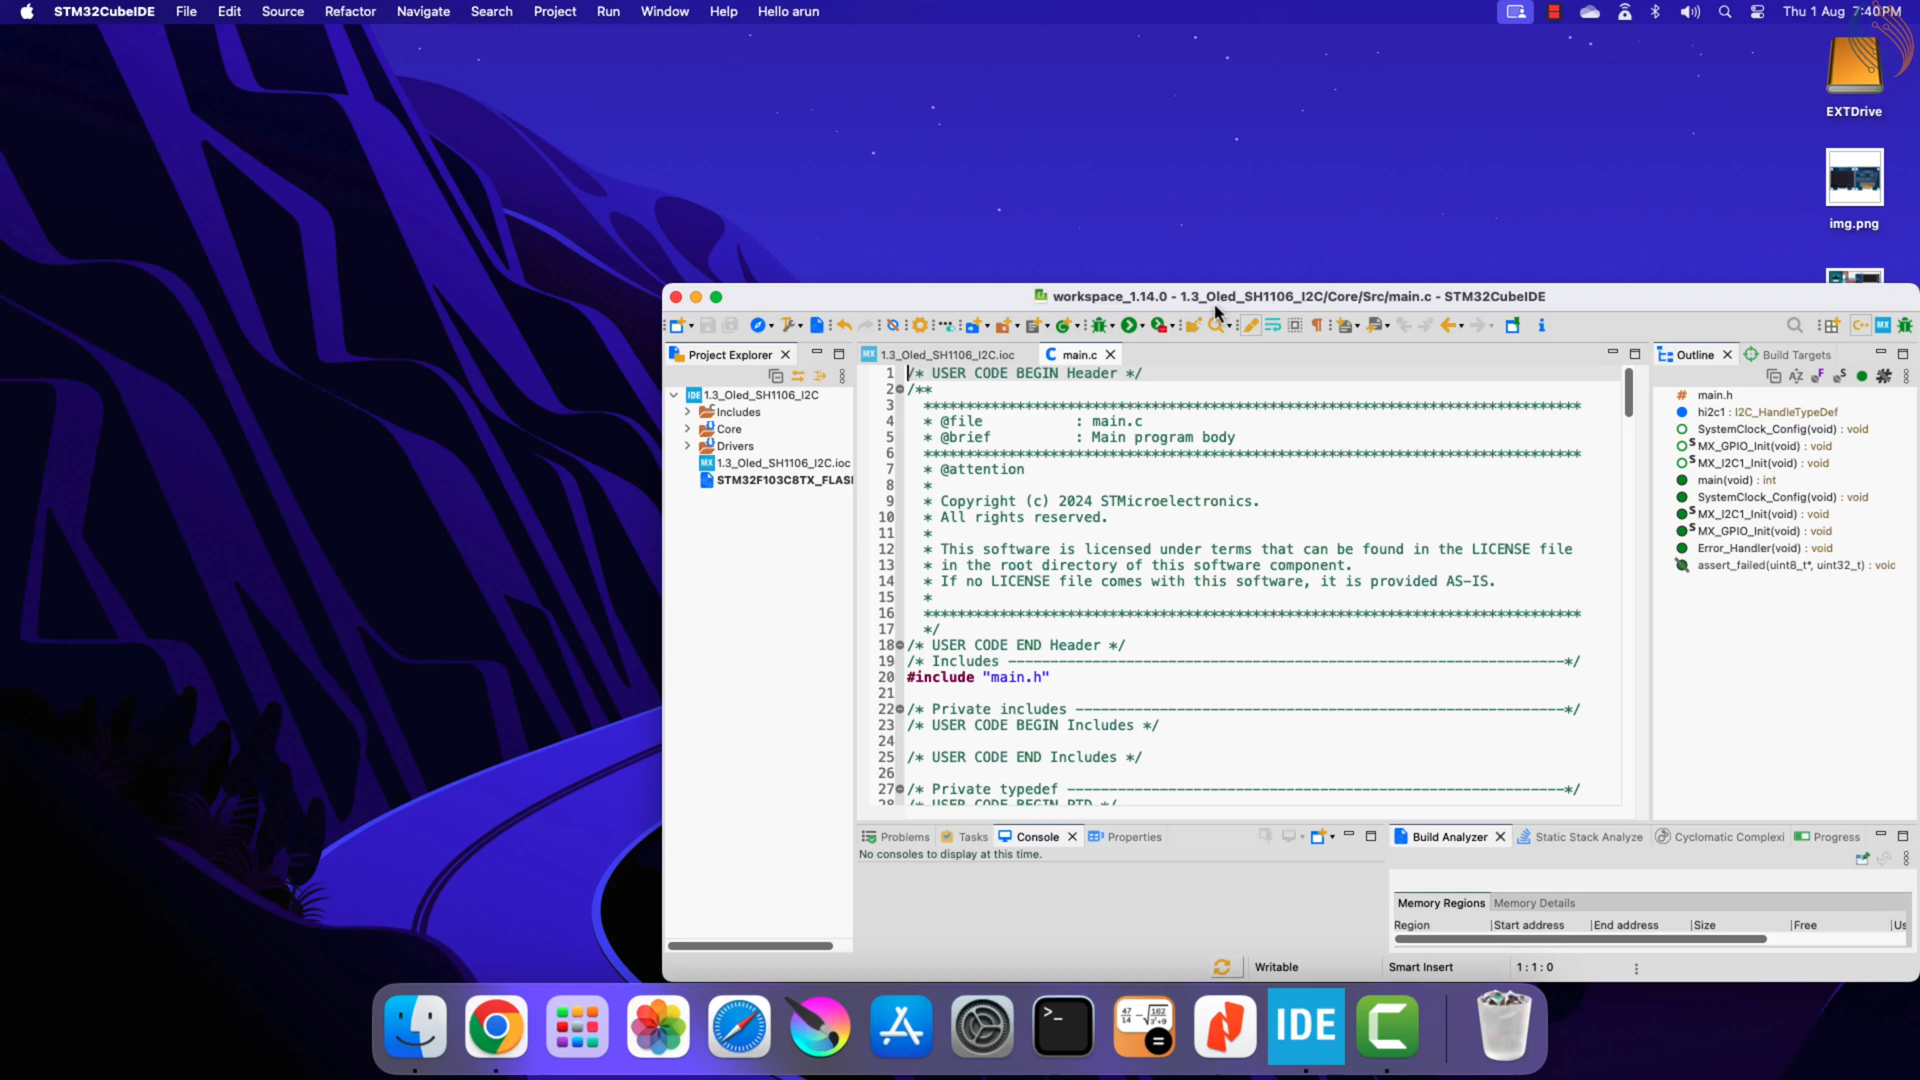 STM32CubeIDE File Edit Source Refactor Navigate Search Project Run Window Help Hello arun Thu 1 Aug 7:40PM
EXTDrive
img.png
workspace_1.14.0 - 1.3_Oled_SH1106_I2C/Core/Src/main.c - STM32CubeIDE
Project Explorer
1.3_Oled_SH1106_I2C
Includes
Core
Drivers
1.3_Oled_SH1106_I2C.ioc
STM32F103C8TX_FLASH
1.3_Oled_SH1106_I2C.ioc main.c
1 /* USER CODE BEGIN Header */
2 /**
3 ******************************************************************************
4 * @file : main.c
5 * @brief : Main program body
6 ******************************************************************************
7 * @attention
8 *
9 * Copyright (c) 2024 STMicroelectronics.
10 * All rights reserved.
11 *
12 * This software is licensed under terms that can be found in the LICENSE file
13 * in the root directory of this software component.
14 * If no LICENSE file comes with this software, it is provided AS-IS.
15 *
16 ******************************************************************************
17 */
18 /* USER CODE END Header */
19 /* Includes ------------------------------------------------------------------*/
20 #include "main.h"
21
22 /* Private includes ----------------------------------------------------------*/
23 /* USER CODE BEGIN Includes */
24
25 /* USER CODE END Includes */
26
27 /* Private typedef -----------------------------------------------------------*/
28 /* USER CODE BEGIN PTD */
Outline Build Targets
main.h
hi2c1 : I2C_HandleTypeDef
SystemClock_Config(void) : void
MX_GPIO_Init(void) : void
MX_I2C1_Init(void) : void
main(void) : int
SystemClock_Config(void) : void
MX_I2C1_Init(void) : void
MX_GPIO_Init(void) : void
Error_Handler(void) : void
assert_failed(uint8_t*, uint32_t) : voic
Problems Tasks Console Properties
No consoles to display at this time.
Build Analyzer Static Stack Analyze Cyclomatic Complexi Progress
Memory Regions Memory Details
Region Start address End address Size Free Us
Writable Smart Insert 1 : 1 : 0
IDE